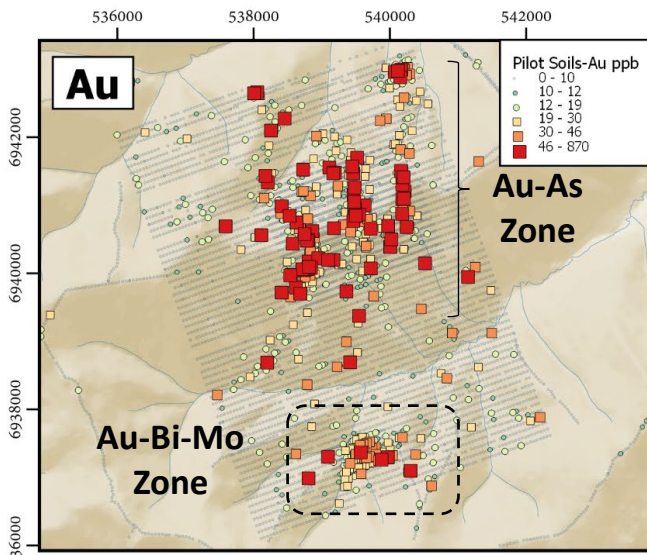 536000 538000 540000 542000
Au
Pilot Soils-Au ppb
0 - 10
10 - 12
12 - 19
19 - 30
30 - 46
46 - 870
6942000
Au-As
Zone
6940000
6938000
Au-Bi-Mo
Zone
36000